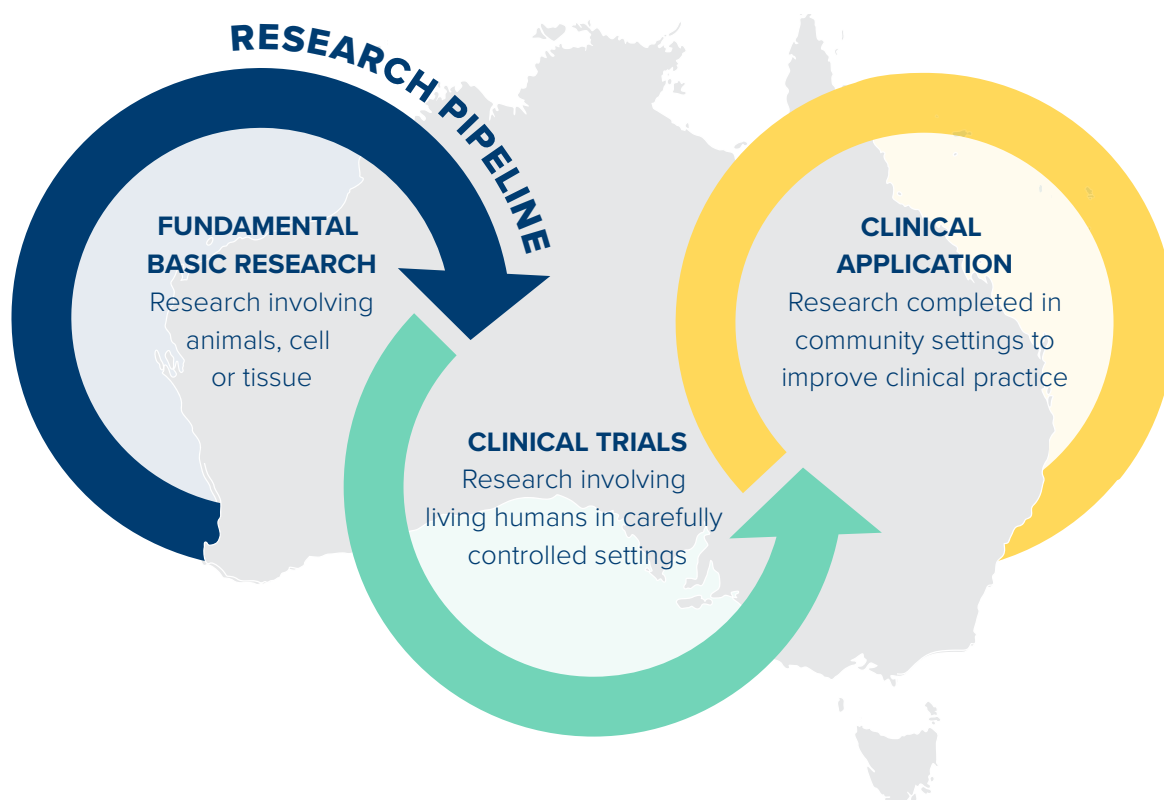 RESEARCH PIPELINE
FUNDAMENTAL
BASIC RESEARCH
Research involving
animals, cell
or tissue
CLINICAL TRIALS
Research involving
living humans in carefully
controlled settings
CLINICAL
APPLICATION
Research completed in
community settings to
improve clinical practice